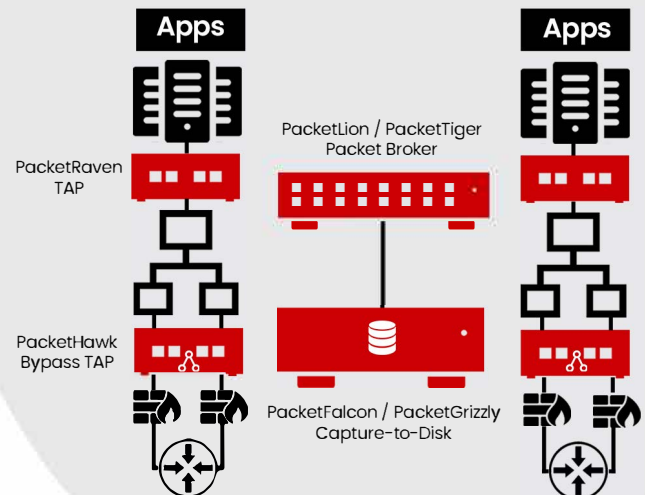 Apps
Apps
PacketLion / PacketTiger
Packet Broker
PacketRaven
TAP
PacketHawk
Bypass TAP
PacketFalcon / PacketGrizzly
Capture-to-Disk